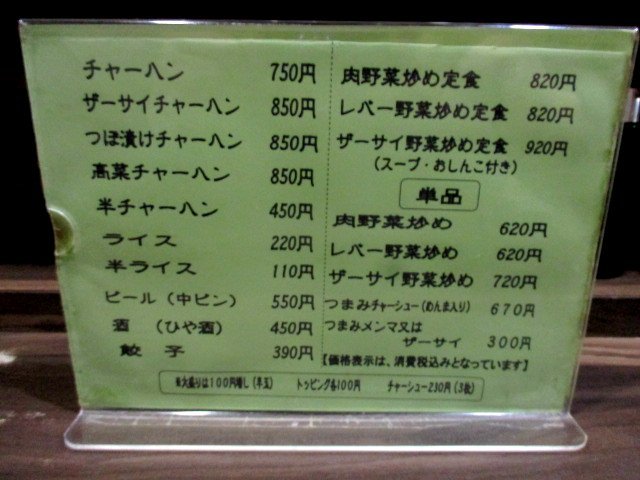 チャーハン 750円
ザーサイチャーハン 850円
つぼ漬けチャーハン 850円
高菜チャーハン 850円
半チャーハン 450円
ライス 220円
半ライス 110円
ビール（中ビン） 550円
酒（ひや酒） 450円
餃子 390円
肉野菜炒め定食 820円
レバー野菜炒め定食 820円
ザーサイ野菜炒め定食 920円
（スープ・おしんこ付き）
単品
肉野菜炒め 620円
レバー野菜炒め 620円
ザーサイ野菜炒め 720円
つまみチャーシュー（めんま入り） 670円
つまみメンマ又は
ザーサイ 300円
【価格表示は、消費税込みとなっています】
大盛りは100円増し（半玉） トッピング各100円 チャーシュー230円（3枚）